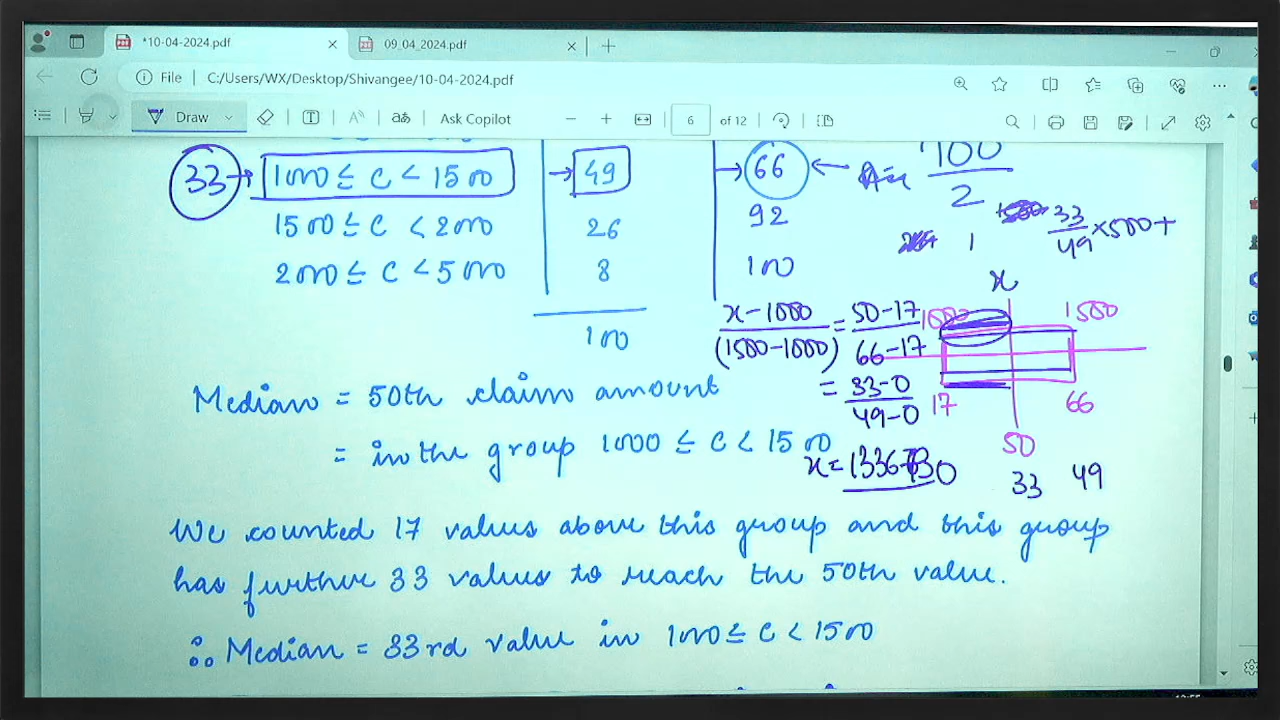 *10-04-2024.pdf
09_04_2024.pdf
File
C:/Users/WX/Desktop/Shivangee/10-04-2024.pdf
Draw
Ask Copilot
6 of 12
33 → 1000 ≤ C < 1500 → 49 → 66 ← 100/2
1500 ≤ C < 2000 26 92
33/49 × 500 +
2000 ≤ C < 5000 8 100
100
x
(x - 1000)/(1500 - 1000) = (50 - 17)/(66 - 17)
1000 1500
= (33 - 0)/(49 - 0)
17 66
50
33 49
Median = 50th claim amount
= in the group 1000 ≤ C < 1500
We counted 17 values above this group and this group
has further 33 values to reach the 50th value.
∴ Median = 33rd value in 1000 ≤ C < 1500